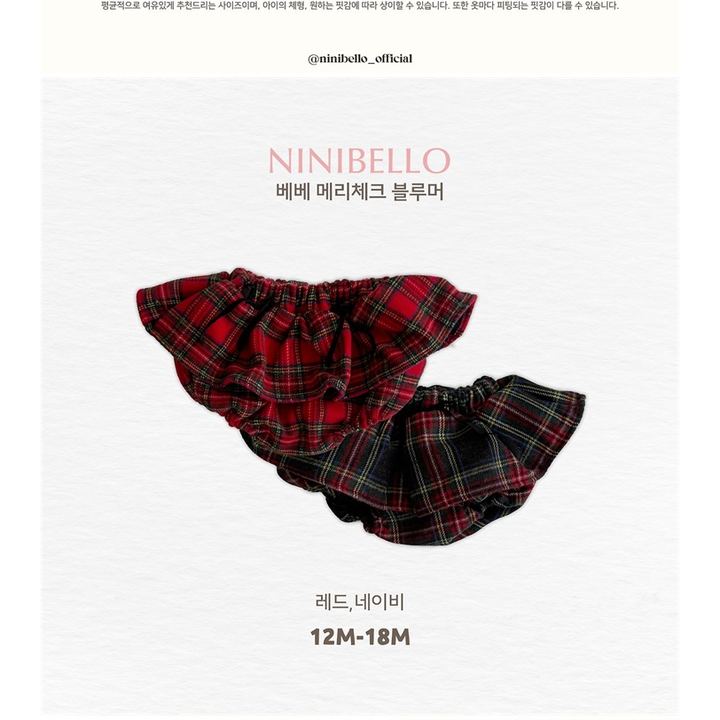 평균적으로 여유있게 추천드리는 사이즈이며, 아이의 체형, 원하는 핏감에 따라 상이할 수 있습니다. 또한 옷마다 피팅되는 핏감이 다를 수 있습니다.
@ninibello_official
NINIBELLO
베베 메리체크 블루머
레드,네이비
12M-18M